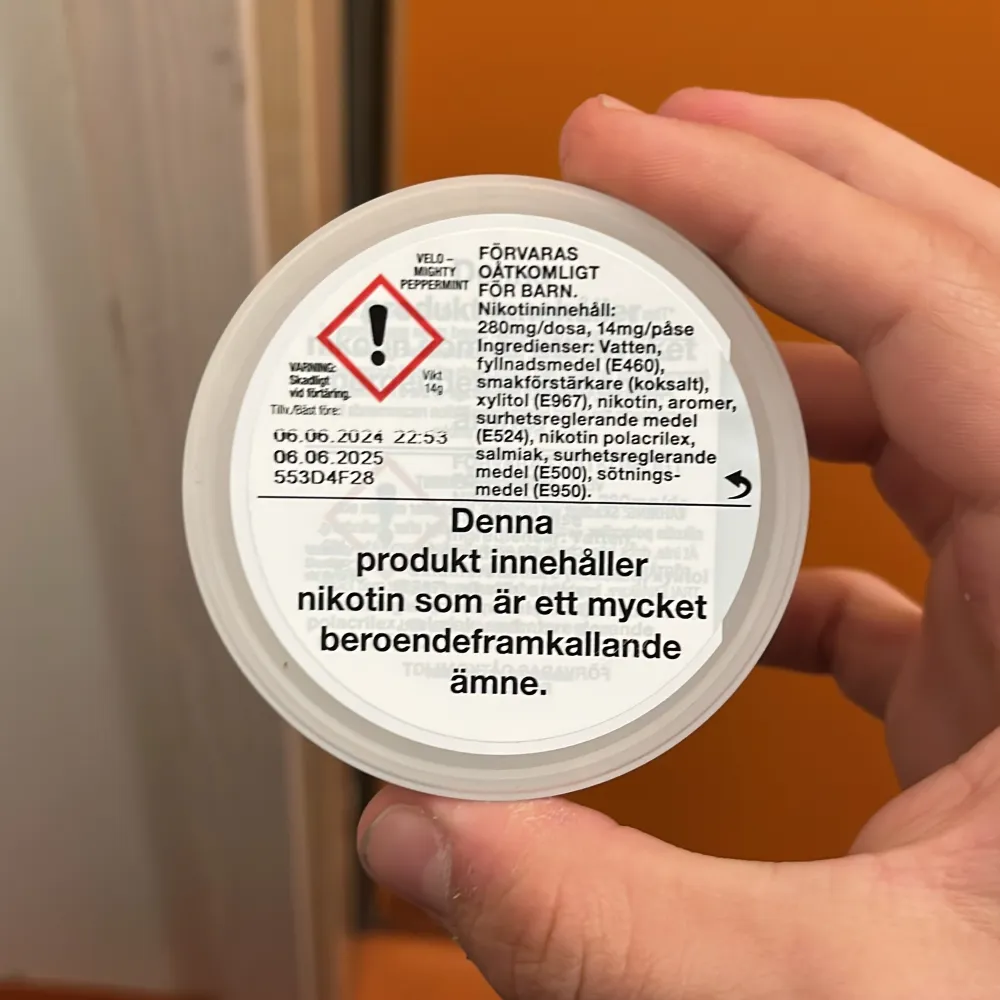 VELO –
MIGHTY
PEPPERMINT
VARNING:
Skadligt
vid förtäring.
Vikt
14g
Tillv./Bäst före:
06.06.2024 22:53
06.06.2025
553D4F28
FÖRVARAS
OÅTKOMLIGT
FÖR BARN.
Nikotininnehåll:
280mg/dosa, 14mg/påse
Ingredienser: Vatten,
fyllnadsmedel (E460),
smakförstärkare (koksalt),
xylitol (E967), nikotin, aromer,
surhetsreglerande medel
(E524), nikotin polacrilex,
salmiak, surhetsreglerande
medel (E500), sötnings-
medel (E950).
Denna
produkt innehåller
nikotin som är ett mycket
beroendeframkallande
ämne.